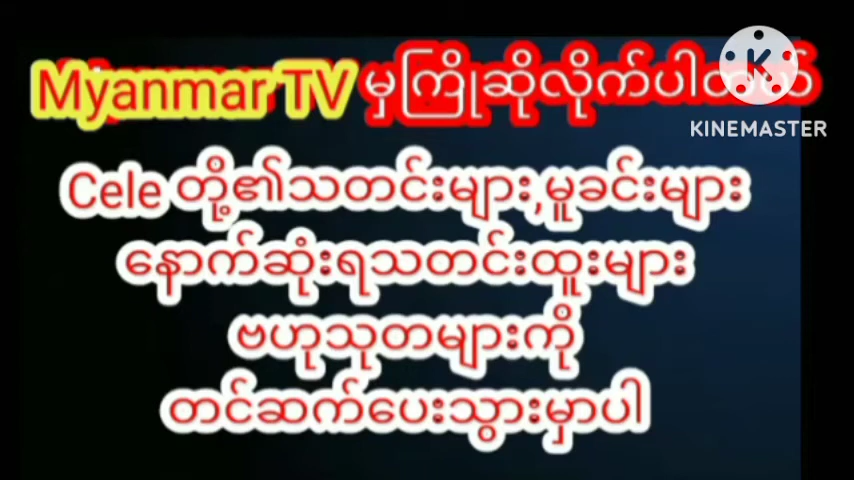 Myanmar TV မှကြိုဆိုလိုက်ပါတယ်
KINEMASTER
Cele တို့၏သတင်းများ,မူခင်းများ
နောက်ဆုံးရသတင်းထူးများ
ဗဟုသုတများကို
တင်ဆက်ပေးသွားမှာပါ